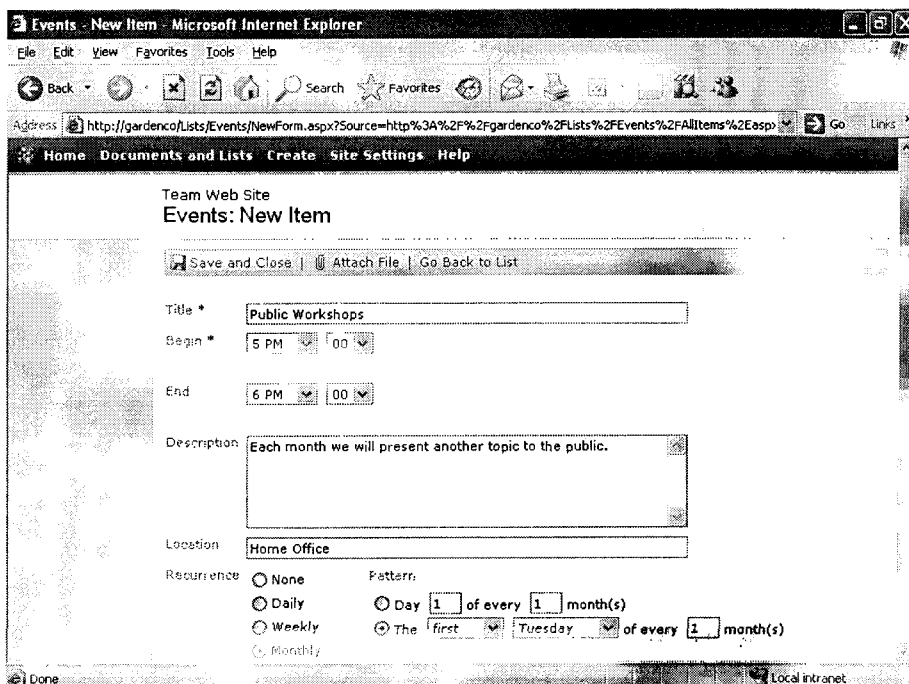 Events - New Item - Microsoft Internet Explorer
File Edit View Favorites Tools Help
Back Search Favorites
Address http://gardenco/Lists/Events/NewForm.aspx?Source=http%3A%2F%2Fgardenco%2FLists%2FEvents%2FAllItems%2Easp> Go Links
Home Documents and Lists Create Site Settings Help
Team Web Site
Events: New Item
Save and Close | Attach File | Go Back to List
Title * Public Workshops
Begin * 5 PM 00
End 6 PM 00
Description Each month we will present another topic to the public.
Location Home Office
Recurrence None Pattern:
Daily Day 1 of every 1 month(s)
Weekly The first Tuesday of every 1 month(s)
Monthly
Done Local intranet